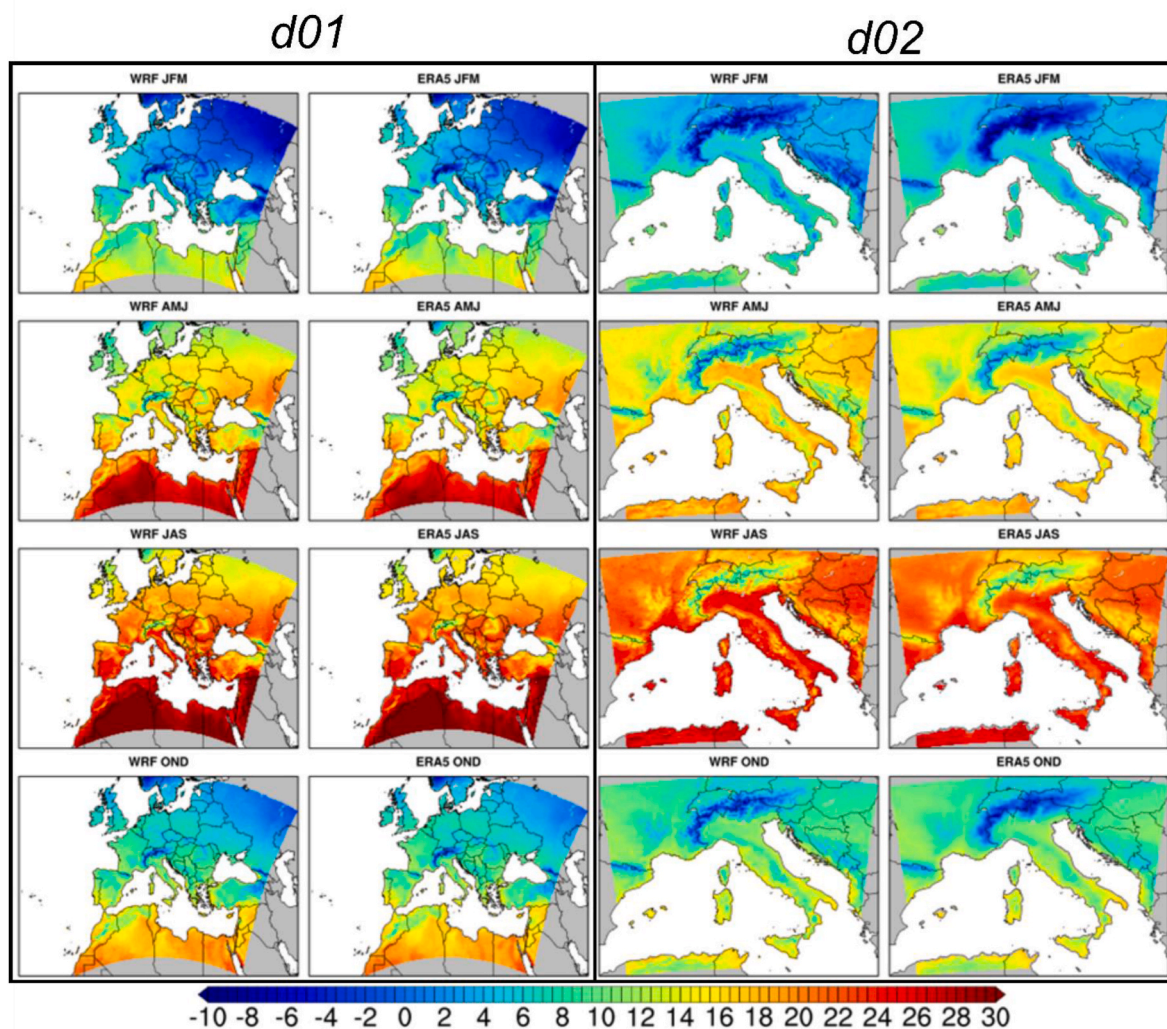 d01 d02
WRF JFM ERA5 JFM WRF JFM ERA5 JFM
WRF AMJ ERA5 AMJ WRF AMJ ERA5 AMJ
WRF JAS ERA5 JAS WRF JAS ERA5 JAS
WRF OND ERA5 OND WRF OND ERA5 OND
-10 -8 -6 -4 -2 0 2 4 6 8 10 12 14 16 18 20 22 24 26 28 30